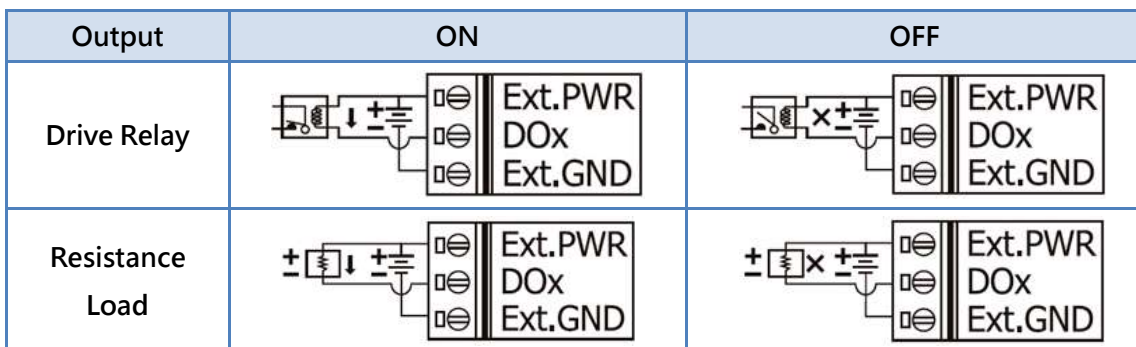 Output ON OFF
Drive Relay
Ext.PWR
DOx
Ext.GND
Ext.PWR
DOx
Ext.GND
Resistance
Load
Ext.PWR
DOx
Ext.GND
Ext.PWR
DOx
Ext.GND